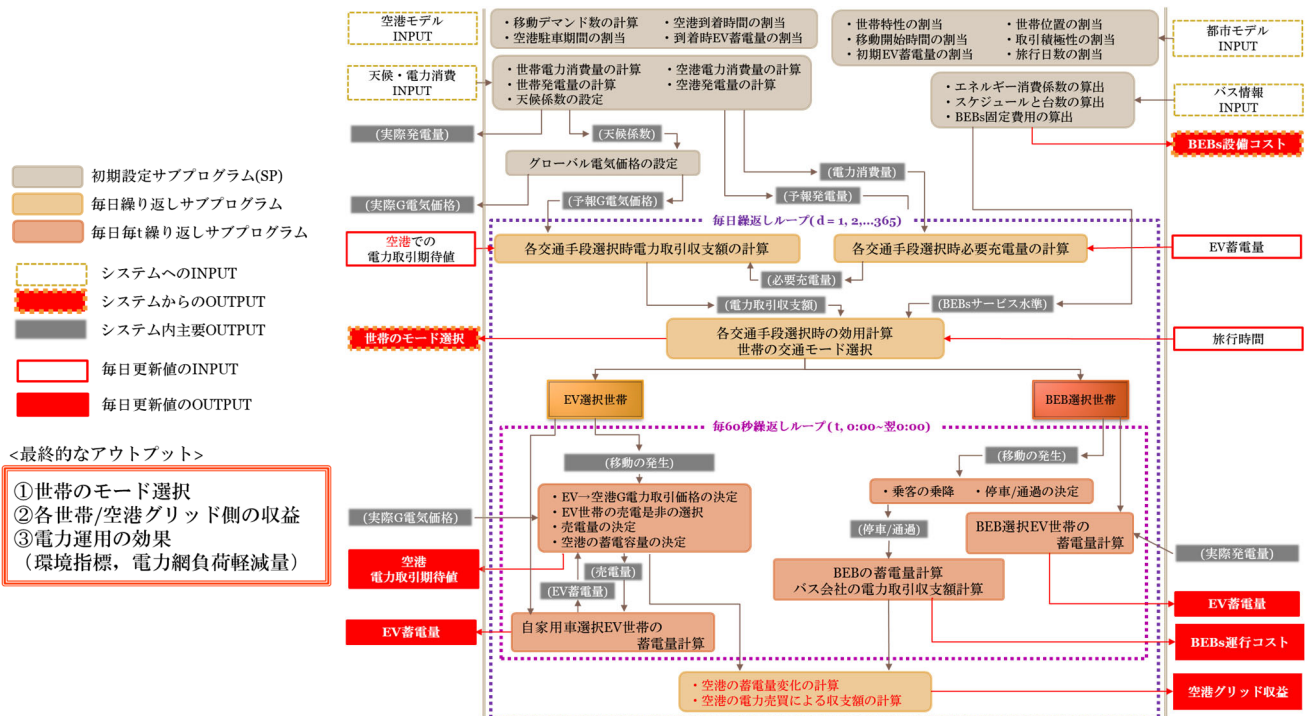 空港モデル
INPUT
・移動デマンド数の計算
・空港駐車期間の割当
・空港到着時間の割当
・到着時EV蓄電量の割当
・世帯特性の割当
・移動開始時間の割当
・初期EV蓄電量の割当
・世帯位置の割当
・取引積極性の割当
・旅行日数の割当
都市モデル
INPUT
天候・電力消費
INPUT
・世帯電力消費量の計算
・世帯発電量の計算
・天候係数の設定
・空港電力消費量の計算
・空港発電量の計算
・エネルギー消費係数の算出
・スケジュールと台数の算出
・BEBs固定費用の算出
バス情報
INPUT
(実際発電量)
(天候係数)
BEBs設備コスト
グローバル電気価格の設定
(電力消費量)
(予報発電量)
(実際G電気価格)
(予報G電気価格)
初期設定サブプログラム(SP)
毎日繰り返しサブプログラム
毎日毎t繰り返しサブプログラム
システムへのINPUT
システムからのOUTPUT
システム内主要OUTPUT
毎日更新値のINPUT
毎日更新値のOUTPUT
毎日繰返しループ( d = 1, 2,...365)
空港での
電力取引期待値
各交通手段選択時電力取引収支額の計算
各交通手段選択時必要充電量の計算
EV蓄電量
(必要充電量)
(電力取引収支額)
(BEBsサービス水準)
世帯のモード選択
各交通手段選択時の効用計算
世帯の交通モード選択
旅行時間
EV選択世帯
BEB選択世帯
毎60秒繰返しループ( t, 0:00~翌0:00)
(移動の発生)
(移動の発生)
<最終的なアウトプット>
①世帯のモード選択
②各世帯/空港グリッド側の収益
③電力運用の効果
（環境指標，電力網負荷軽減量）
(実際G電気価格)
・EV→空港G電力取引価格の決定
・EV世帯の売電是非の選択
・売電量の決定
・空港の蓄電容量の決定
・乗客の乗降
・停車/通過の決定
(停車/通過)
BEB選択EV世帯の
蓄電量計算
(実際発電量)
空港
電力取引期待値
(売電量)
(EV蓄電量)
BEBの蓄電量計算
バス会社の電力取引収支額計算
EV蓄電量
EV蓄電量
自家用車選択EV世帯の
蓄電量計算
BEBs運行コスト
・空港の蓄電量変化の計算
・空港の電力売買による収支額の計算
空港グリッド収益